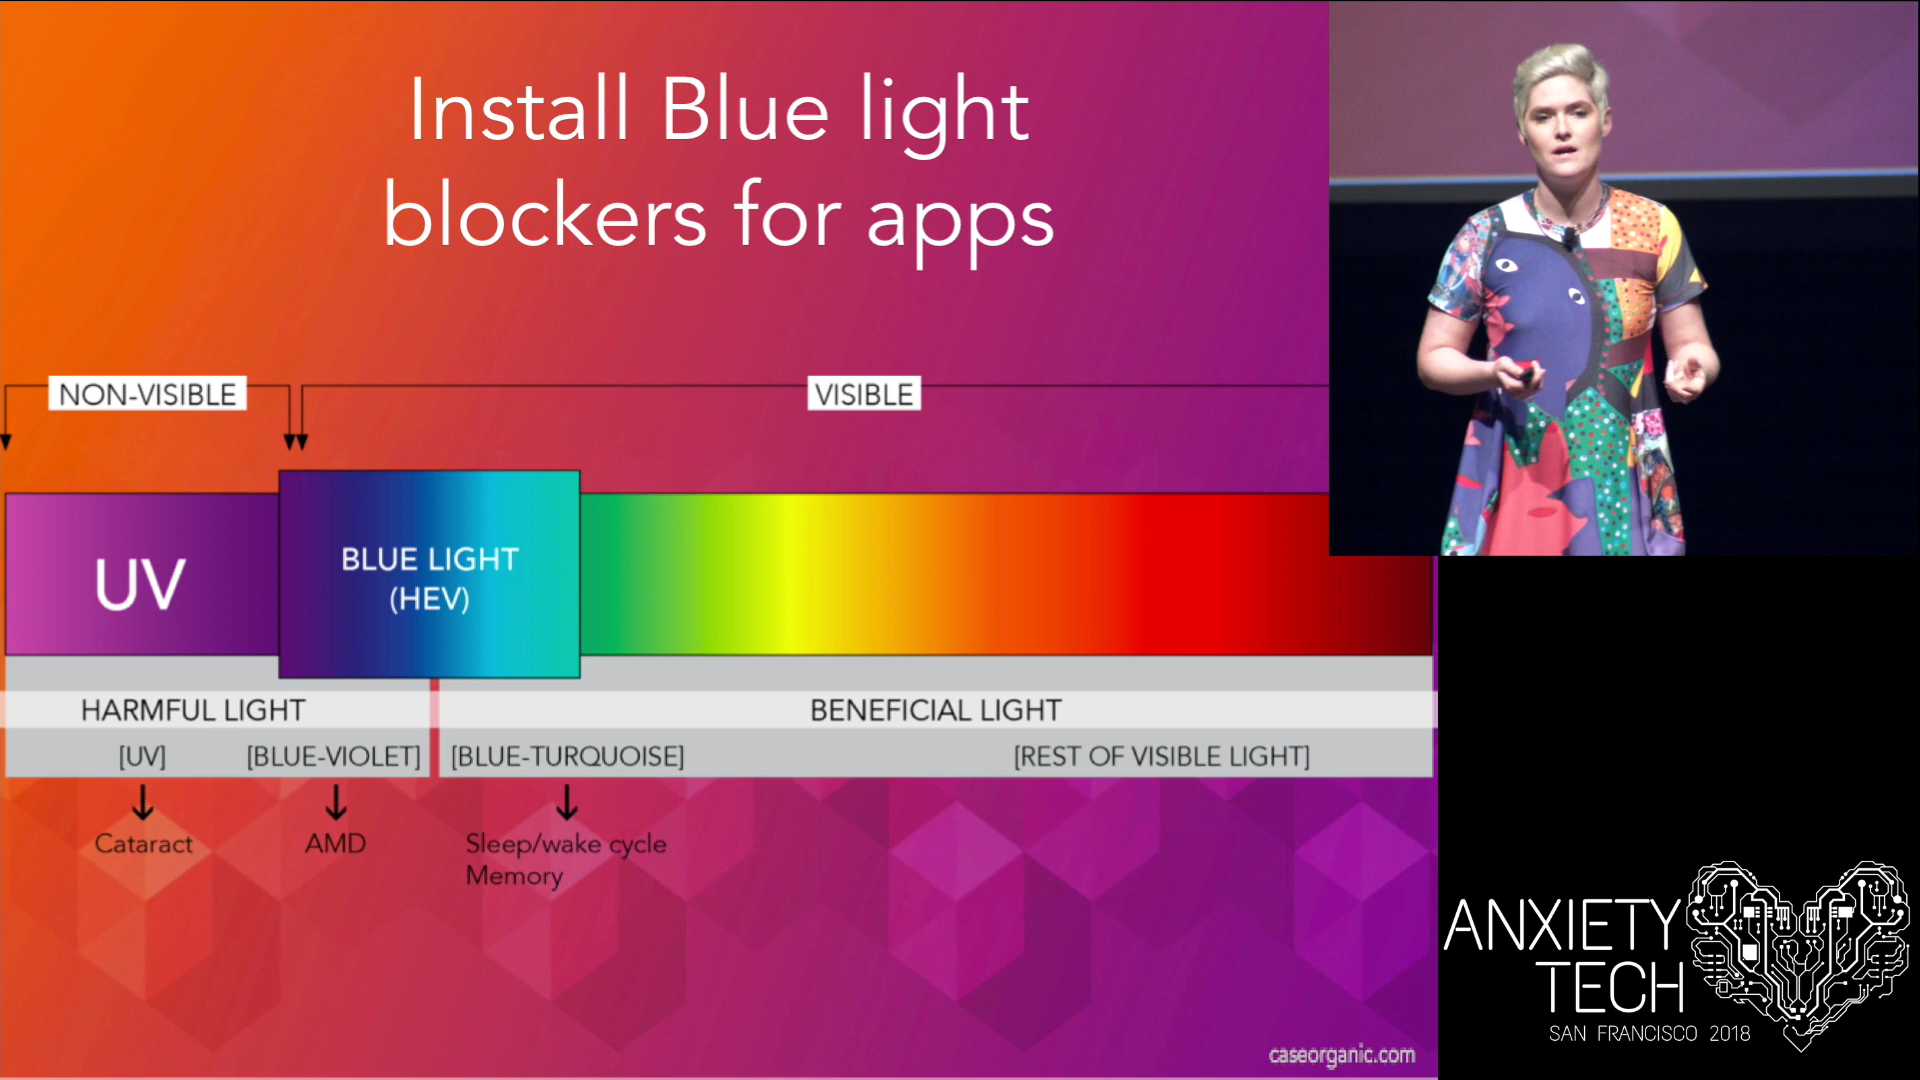 Install Blue light
blockers for apps
NON-VISIBLE
VISIBLE
UV
BLUE LIGHT
(HEV)
HARMFUL LIGHT
BENEFICIAL LIGHT
[UV]
[BLUE-VIOLET]
[BLUE-TURQUOISE]
[REST OF VISIBLE LIGHT]
Cataract
AMD
Sleep/wake cycle
Memory
caseorganic.com
ANXIETY
TECH
SAN FRANCISCO 2018